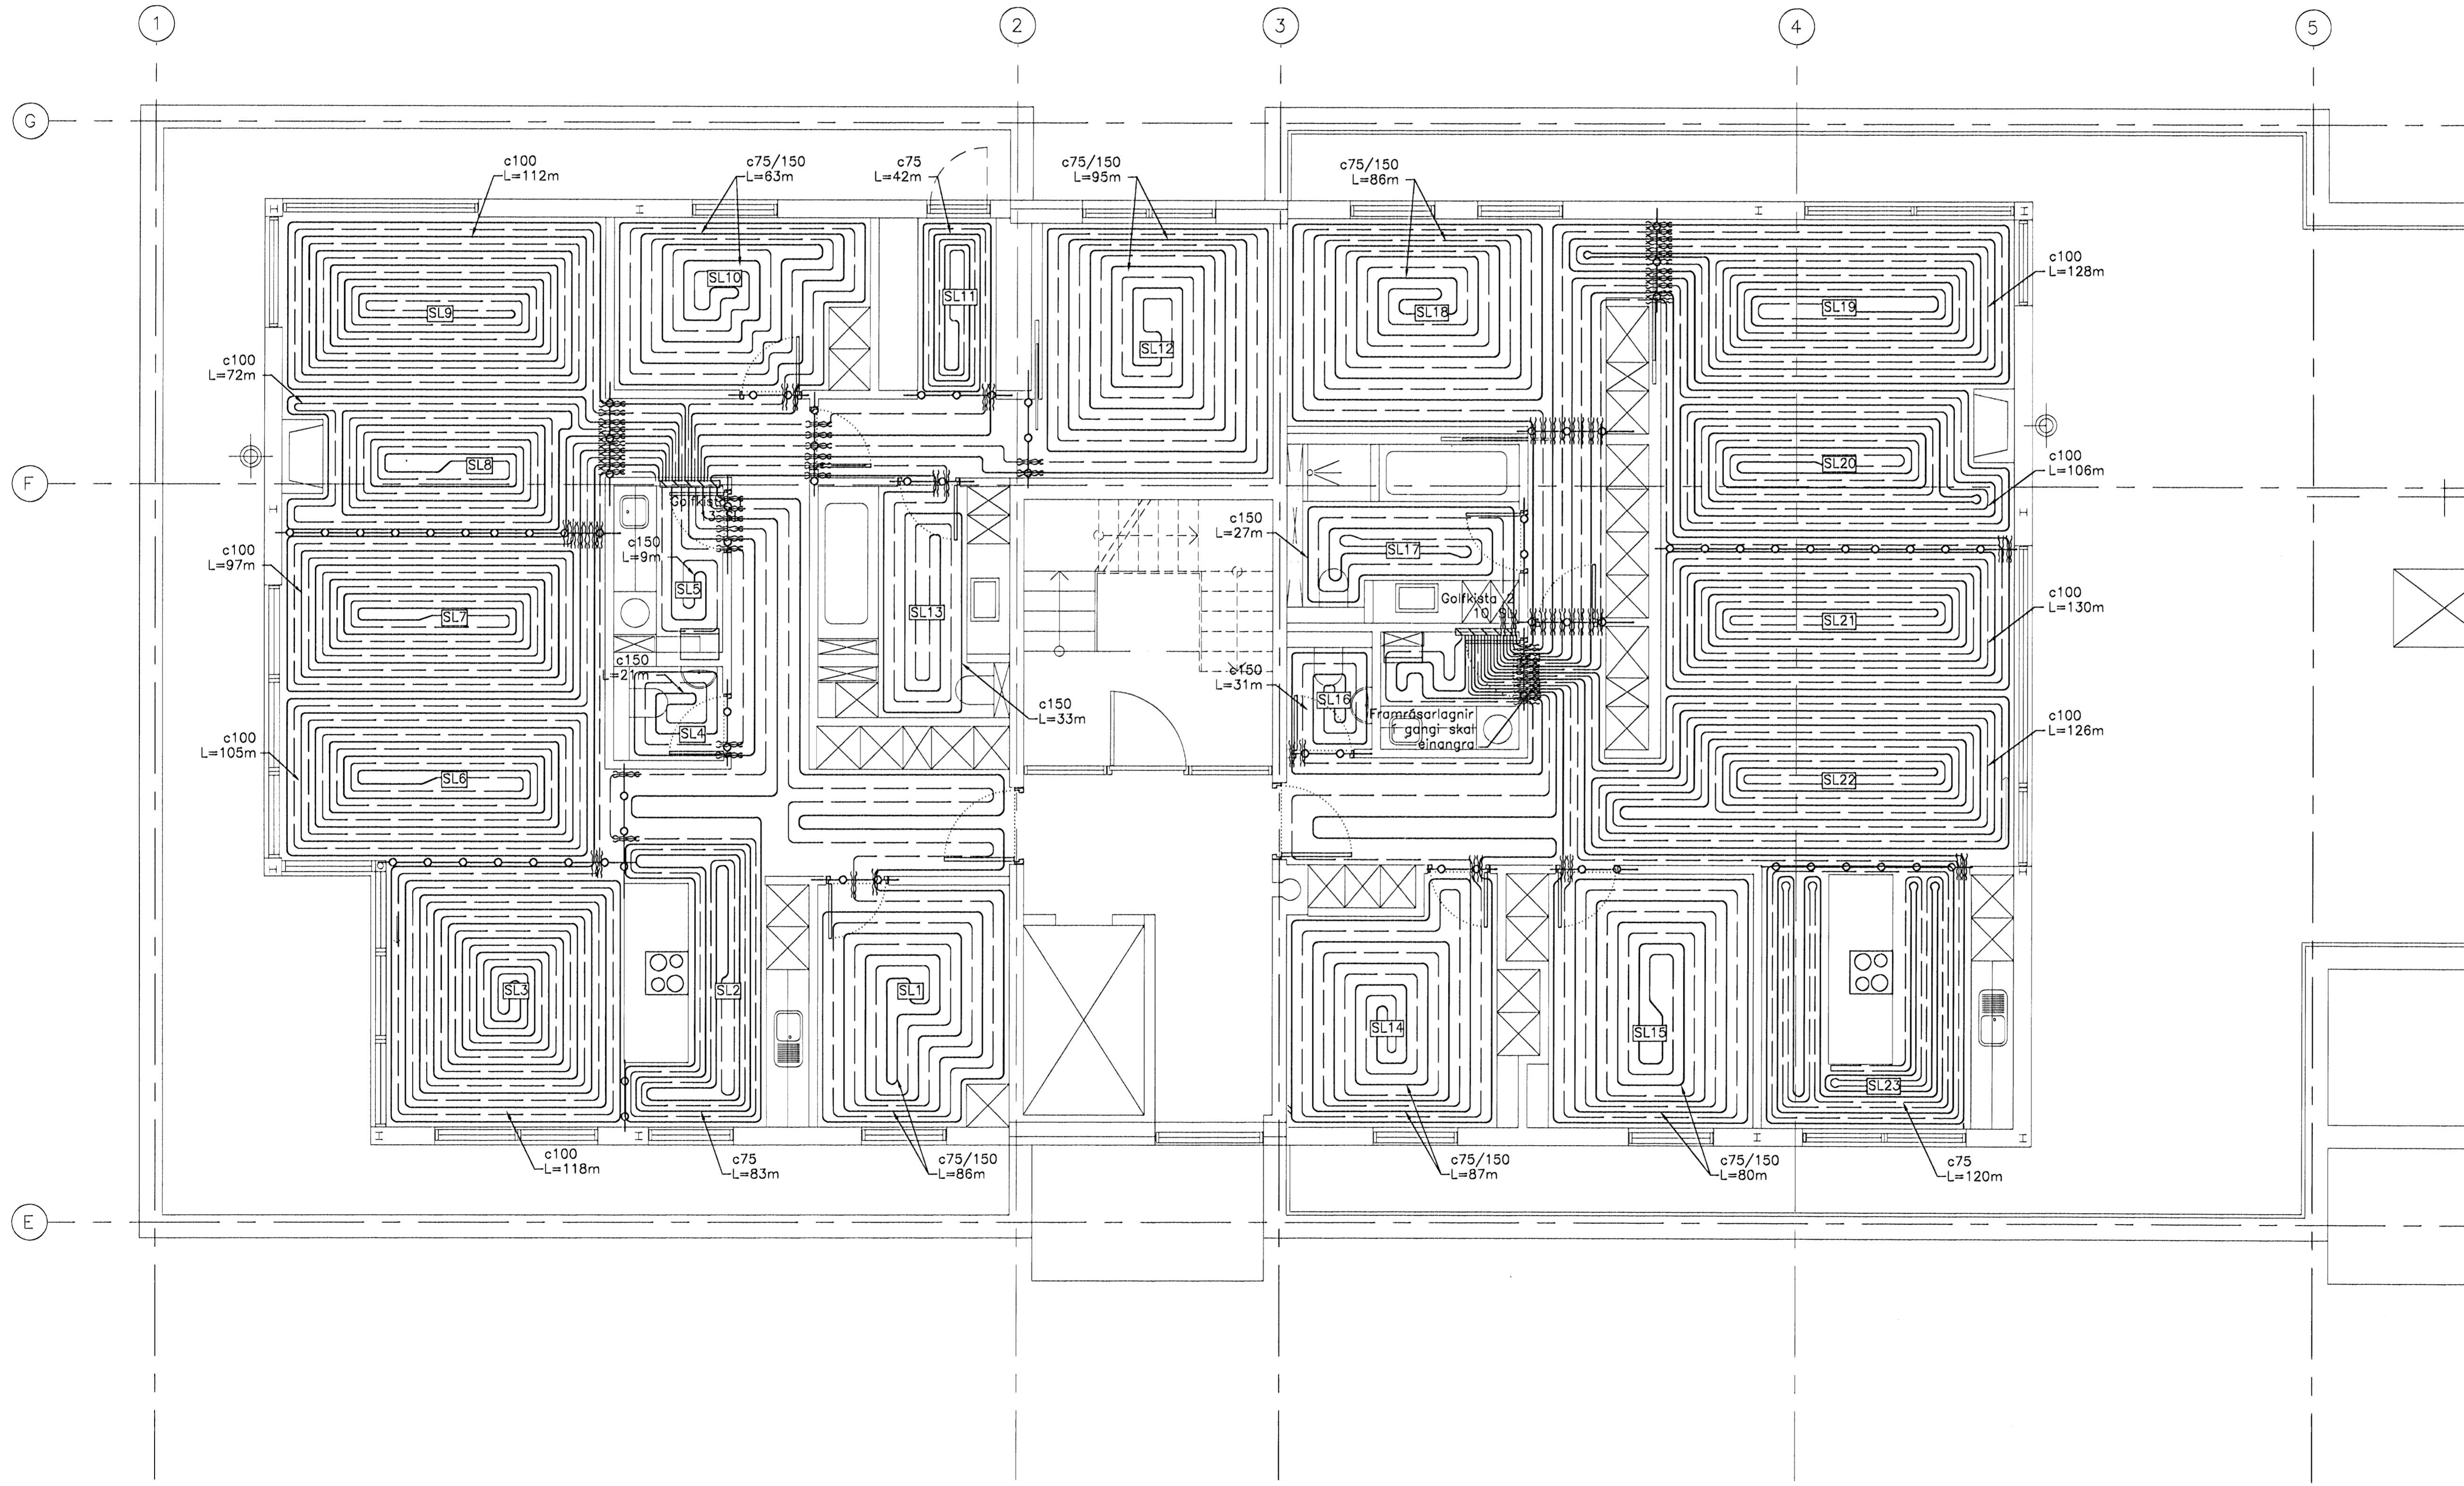 1
2
3
4
5
G
c100
L=112m
c75/150
L=63m
c75
L=42m
c75/150
L=95m
c75/150
L=86m
c100
L=128m
SL9
SL10
SL11
SL12
SL18
SL19
c100
L=72m
SL8
SL20
c100
L=106m
F
Gólfkista
c150
L=9m
SL5
c150
L=27m
SL17
c100
L=97m
SL7
SL13
Gólfkista 2
10 SL
SL21
c100
L=130m
c150
L=21m
SL4
c150
L=33m
c150
L=31m
SL16
Framrásarlagnir
í gangi skal
einangra
c100
L=105m
SL6
SL22
c100
L=126m
SL3
SL2
SL1
SL14
SL15
SL23
c100
L=118m
c75
L=83m
c75/150
L=86m
c75/150
L=87m
c75/150
L=80m
c75
L=120m
E